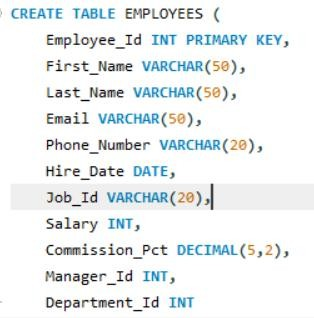 CREATE TABLE EMPLOYEES (
Employee_Id INT PRIMARY KEY,
First_Name VARCHAR(50),
Last_Name VARCHAR(50),
Email VARCHAR(50),
Phone_Number VARCHAR(20),
Hire_Date DATE,
Job_Id VARCHAR(20),
Salary INT,
Commission_Pct DECIMAL(5,2),
Manager_Id INT,
Department_Id INT